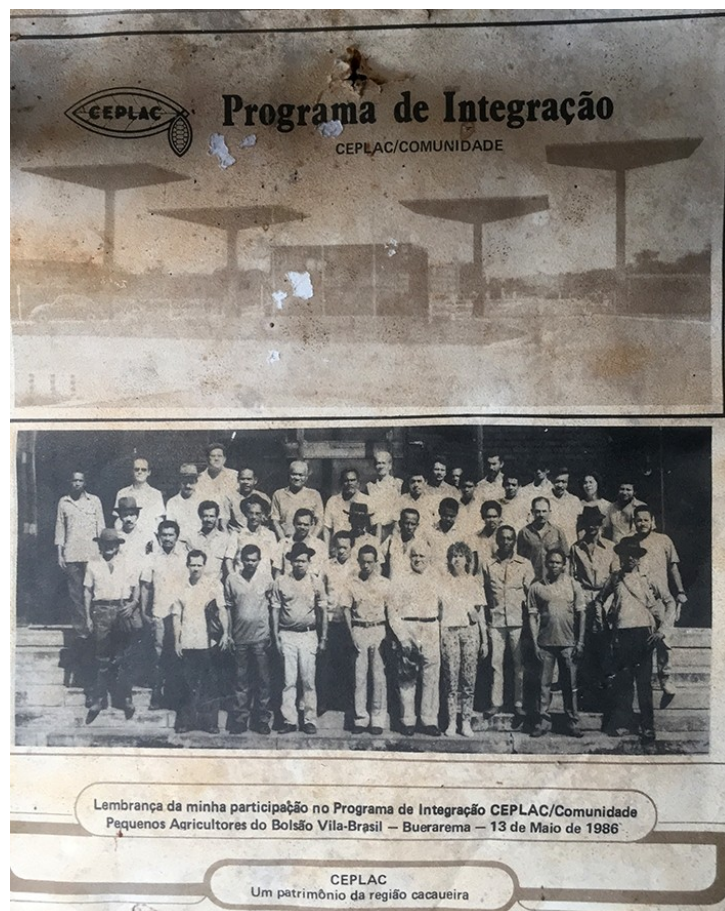 CEPLAC
Programa de Integração
CEPLAC/COMUNIDADE
Lembrança da minha participação no Programa de Integração CEPLAC/Comunidade
Pequenos Agricultores do Bolsão Vila-Brasil — Buerarema — 13 de Maio de 1986
CEPLAC
Um patrimônio da região cacaueira